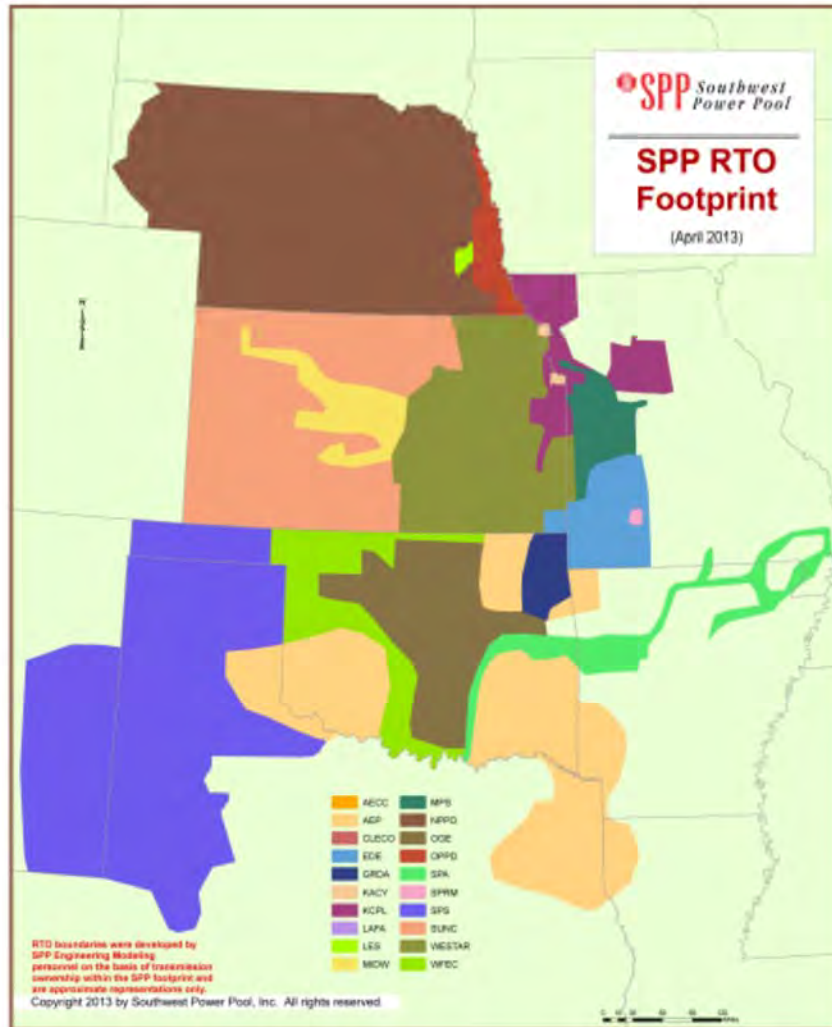 SPP Southwest
Power Pool
SPP RTO
Footprint
(April 2013)
N
AECC MPS
AEP NPPD
CLECO OGE
EDE OPPD
GRDA SPA
KACY SPRM
KCPL SPS
LAFA SUNC
LES WESTAR
MIDW WFEC
RTO boundaries were developed by
SPP Engineering Modeling
personnel on the basis of transmission
ownership within the SPP footprint and
are approximate representations only.
Copyright 2013 by Southwest Power Pool, Inc. All rights reserved.